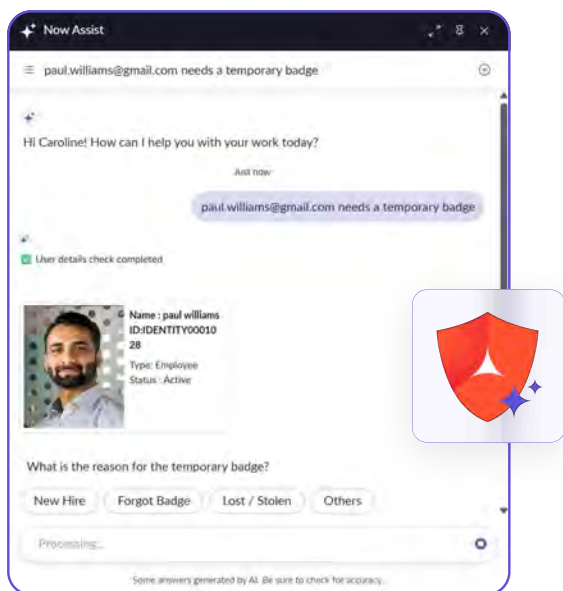 Now Assist
paul.williams@gmail.com needs a temporary badge
Hi Caroline! How can I help you with your work today?
Just now
paul.williams@gmail.com needs a temporary badge
User details check completed
Name : paul williams
ID:IDENTITY00010
28
Type: Employee
Status : Active
What is the reason for the temporary badge?
New Hire Forgot Badge Lost / Stolen Others
Processing...
Some answers generated by AI. Be sure to check for accuracy.